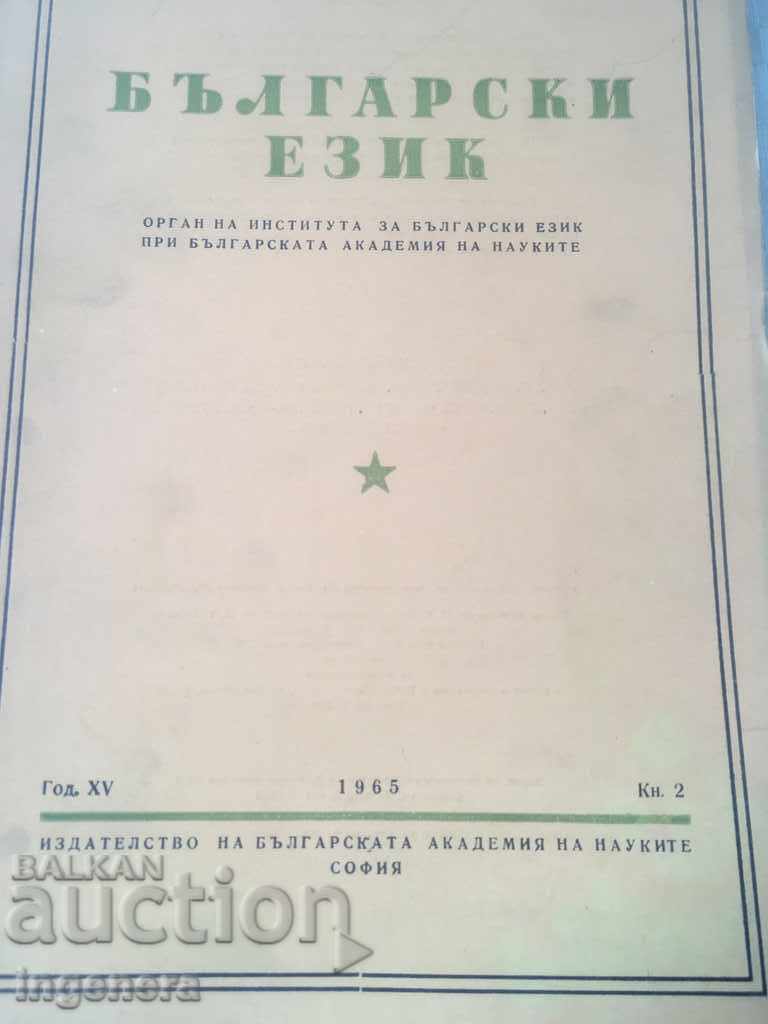 БЪЛГАРСКИ
ЕЗИК
ОРГАН НА ИНСТИТУТА ЗА БЪЛГАРСКИ ЕЗИК
ПРИ БЪЛГАРСКАТА АКАДЕМИЯ НА НАУКИТЕ
Год. XV 1965 Кн. 2
ИЗДАТЕЛСТВО НА БЪЛГАРСКАТА АКАДЕМИЯ НА НАУКИТЕ
СОФИЯ
BALKAN
auction
ingenera